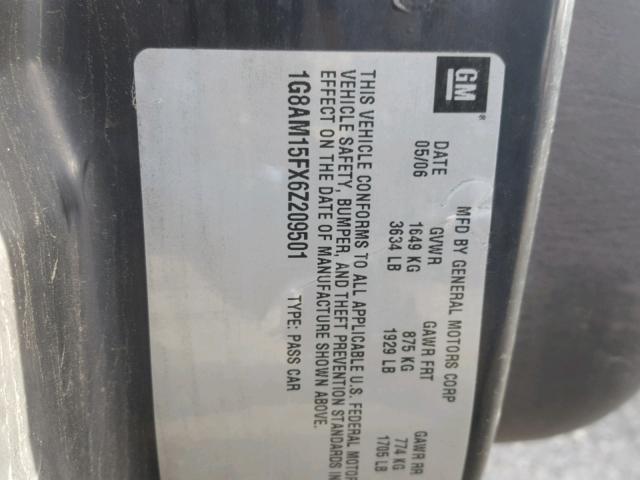 GM®
MFD BY GENERAL MOTORS CORP
DATE GVWR GAWR FRT GAWR RR
05/06 1649 KG 875 KG 774 KG
3634 LB 1929 LB 1705 LB
THIS VEHICLE CONFORMS TO ALL APPLICABLE U.S. FEDERAL MOTOR
VEHICLE SAFETY, BUMPER, AND THEFT PREVENTION STANDARDS IN
EFFECT ON THE DATE OF MANUFACTURE SHOWN ABOVE.
1G8AM15FX6Z209501 TYPE: PASS CAR